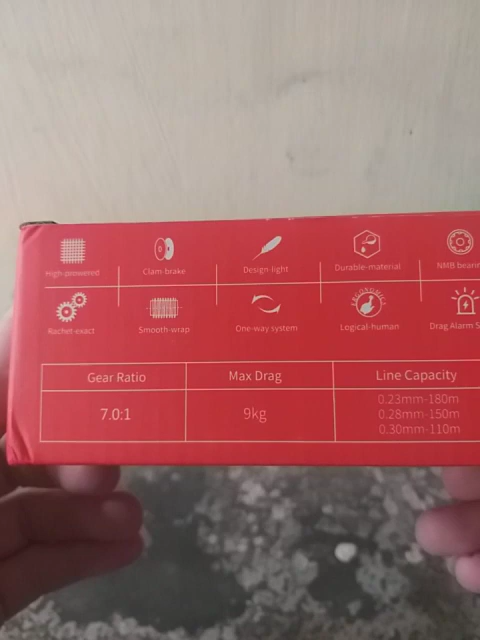 High-prowered
Clam-brake
Design-light
Durable-material
NMB bearin
Rachet-exact
Smooth-wrap
One-way system
ERGONOMICS
Logical-human
Drag Alarm S
Gear Ratio
Max Drag
Line Capacity
7.0:1
9kg
0.23mm-180m
0.28mm-150m
0.30mm-110m